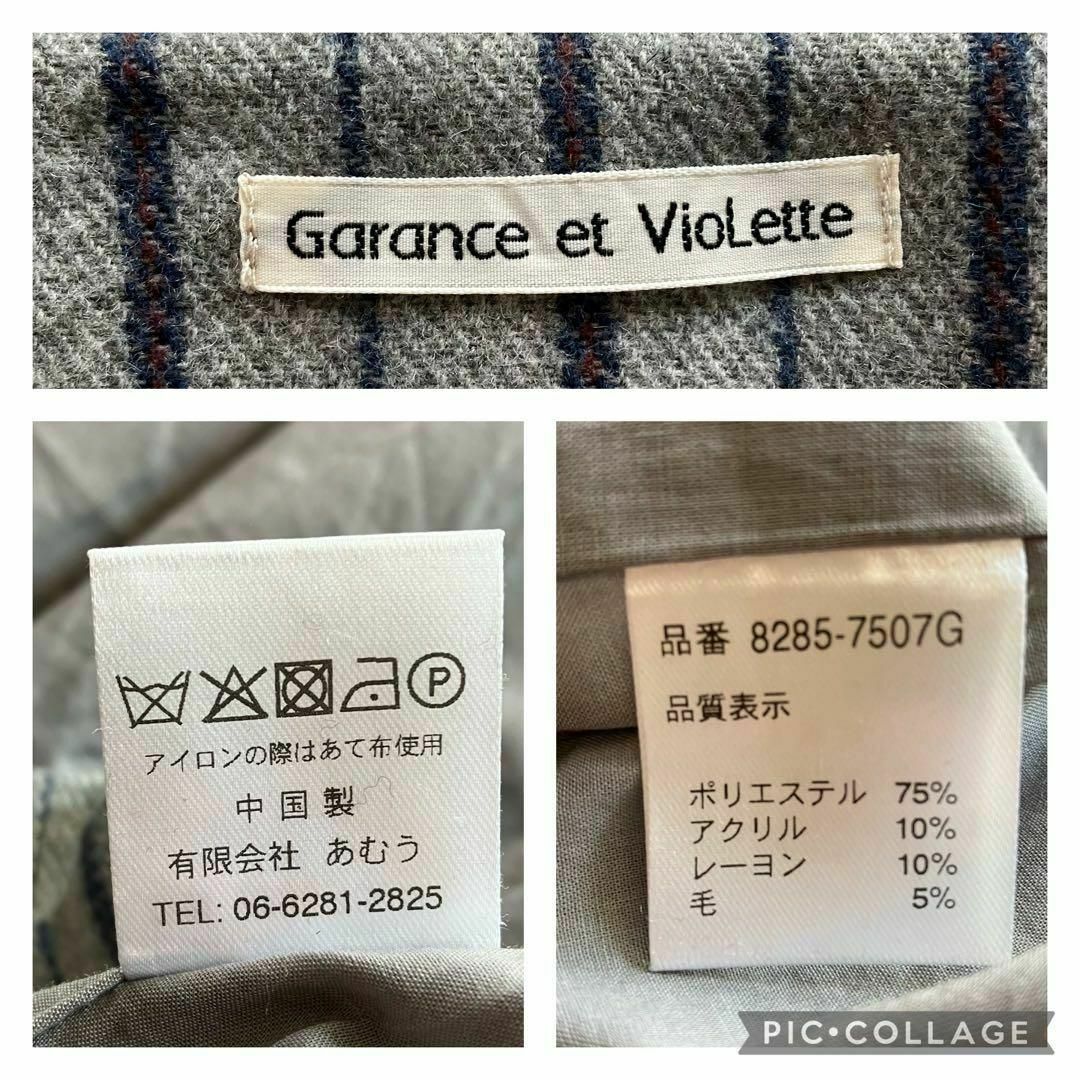 Garance et VioLette
P
アイロンの際はあて布使用
中国製
有限会社 あむう
TEL: 06-6281-2825
品番 8285-7507G
品質表示
ポリエステル 75%
アクリル 10%
レーヨン 10%
毛 5%
PIC•COLLAGE